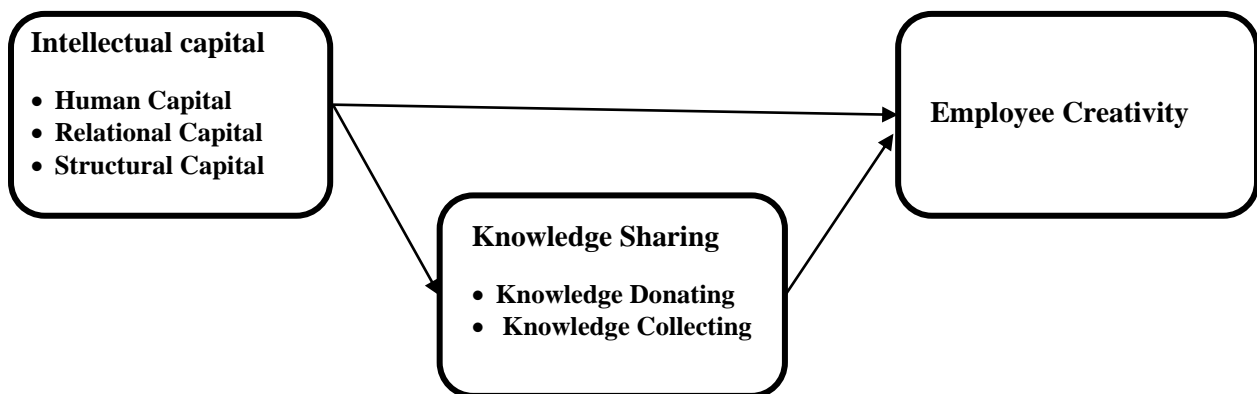 Intellectual capital
• Human Capital
• Relational Capital
• Structural Capital
Employee Creativity
Knowledge Sharing
• Knowledge Donating
• Knowledge Collecting